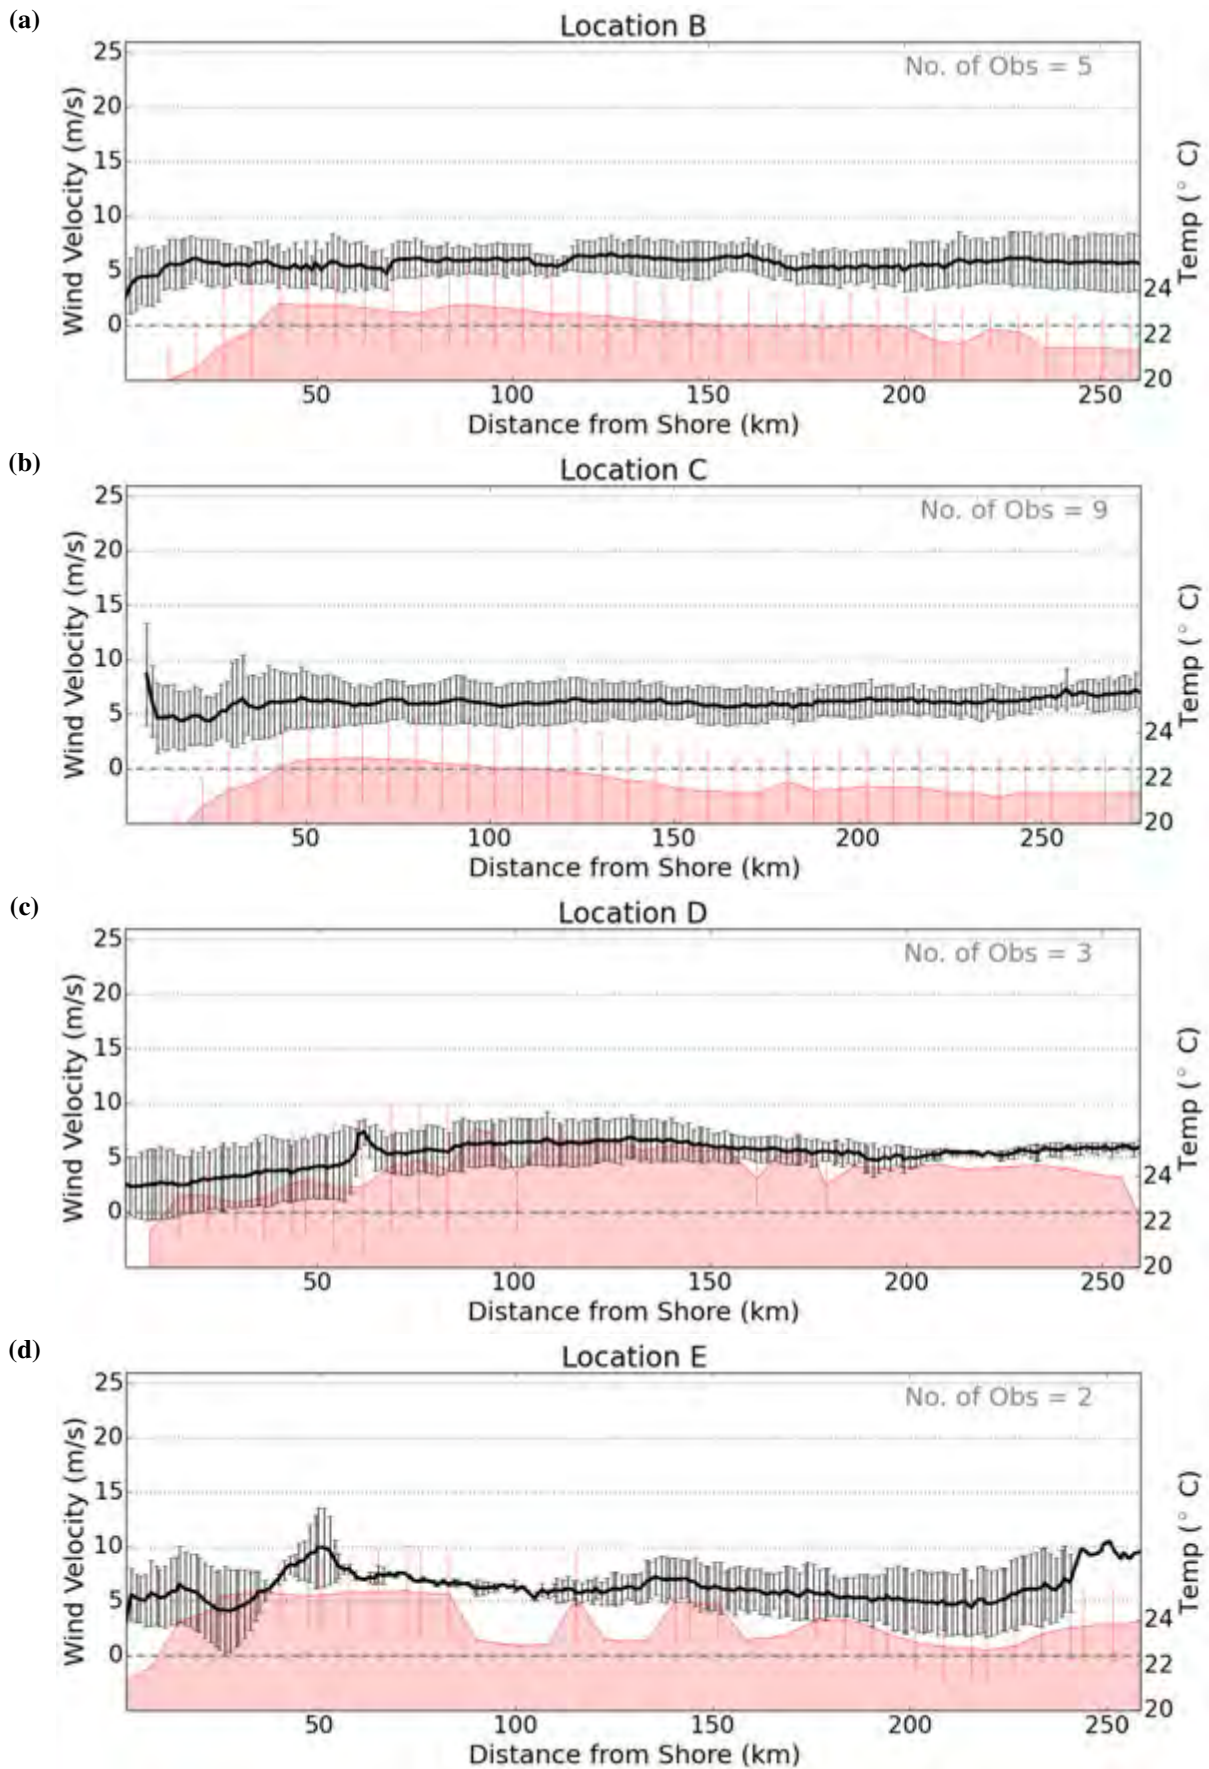 (a)
Location B
No. of Obs = 5
Wind Velocity (m/s)
25
20
15
10
5
0
Temp (° C)
24
22
20
50 100 150 200 250
Distance from Shore (km)
(b)
Location C
No. of Obs = 9
Wind Velocity (m/s)
25
20
15
10
5
0
Temp (° C)
24
22
20
50 100 150 200 250
Distance from Shore (km)
(c)
Location D
No. of Obs = 3
Wind Velocity (m/s)
25
20
15
10
5
0
Temp (° C)
24
22
20
50 100 150 200 250
Distance from Shore (km)
(d)
Location E
No. of Obs = 2
Wind Velocity (m/s)
25
20
15
10
5
0
Temp (° C)
24
22
20
50 100 150 200 250
Distance from Shore (km)